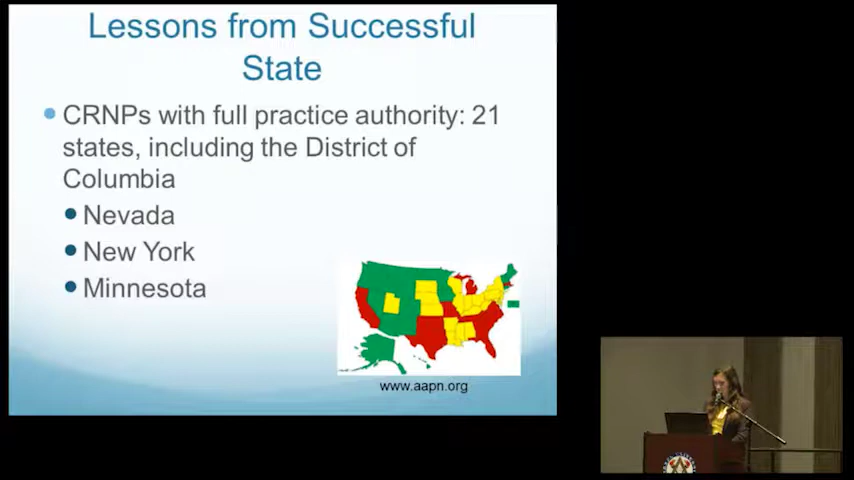 Lessons from Successful
State
CRNPs with full practice authority: 21
states, including the District of
Columbia
Nevada
New York
Minnesota
www.aapn.org